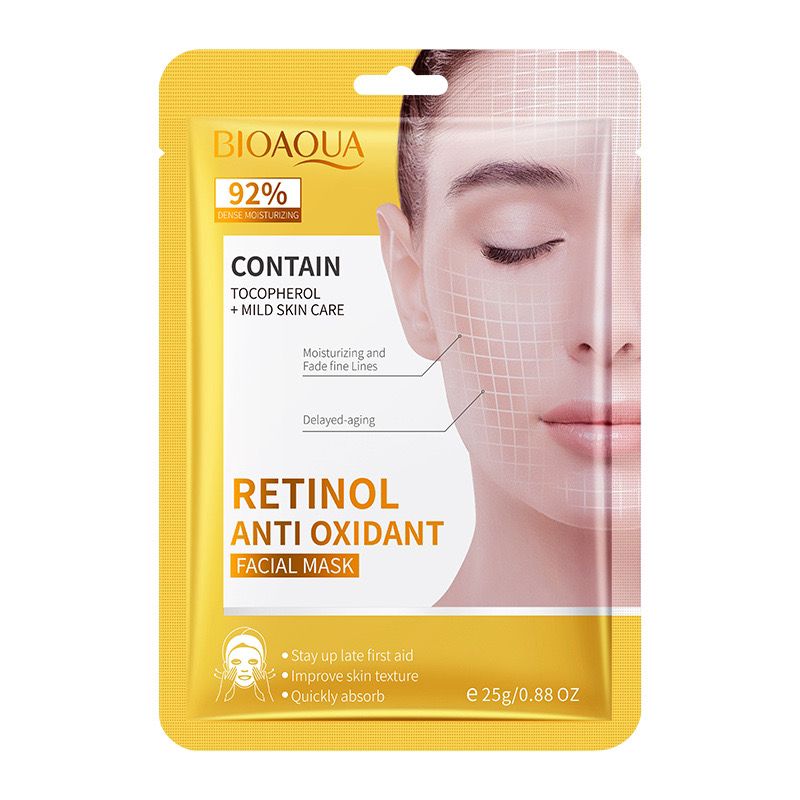 BIOAQUA
92%
DENSE MOISTURIZING
CONTAIN
TOCOPHEROL
+ MILD SKIN CARE
Moisturizing and
Fade fine Lines
Delayed-aging
RETINOL
ANTI OXIDANT
FACIAL MASK
• Stay up late first aid
• Improve skin texture
• Quickly absorb
℮ 25g/0.88 OZ